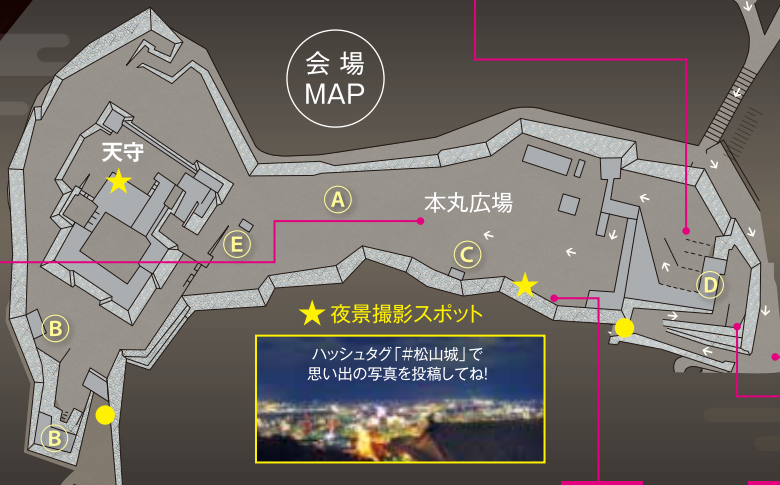 会場
MAP
天守
A
本丸広場
E
C
D
★夜景撮影スポット
B
ハッシュタグ「#松山城」で
思い出の写真を投稿してね!
B